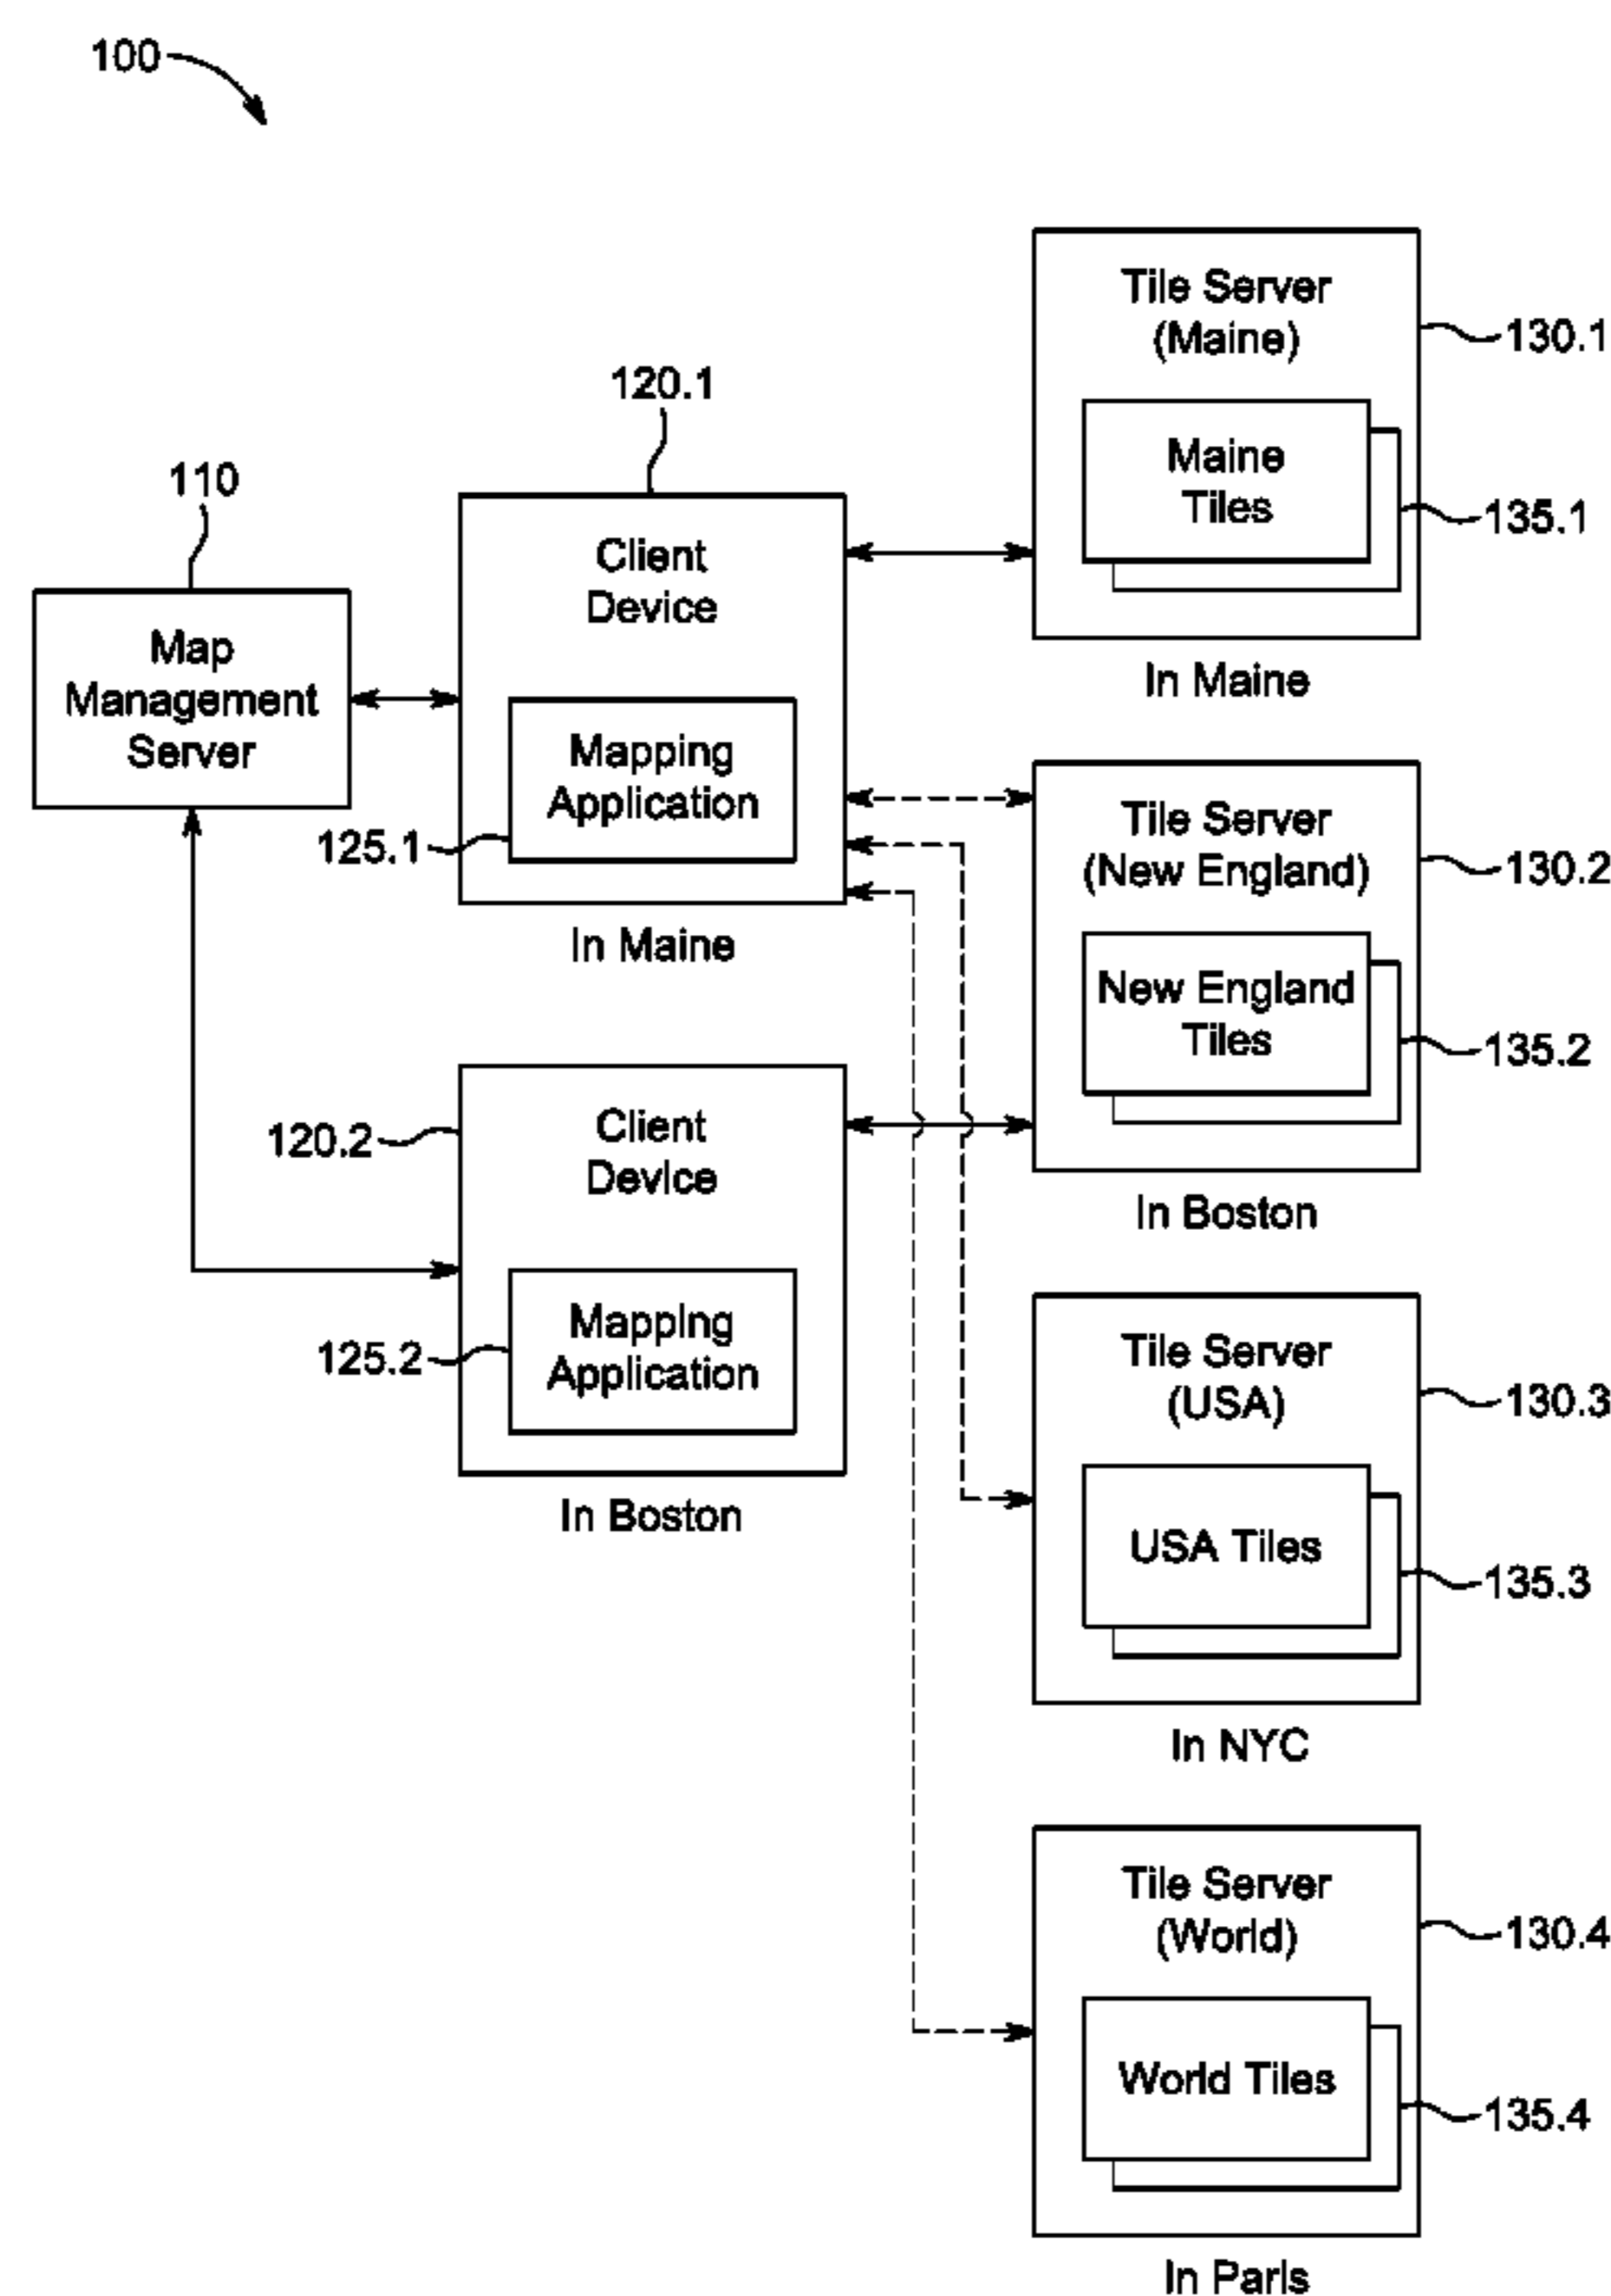 100
Tile Server
(Maine)
130.1
Maine
Tiles
135.1
In Maine
120.1
Client
Device
Mapping
Application
125.1
In Maine
110
Map
Management
Server
Tile Server
(New England)
130.2
New England
Tiles
135.2
In Boston
120.2
Client
Device
Mapping
Application
125.2
In Boston
Tile Server
(USA)
130.3
USA Tiles
135.3
In NYC
Tile Server
(World)
130.4
World Tiles
135.4
In Paris